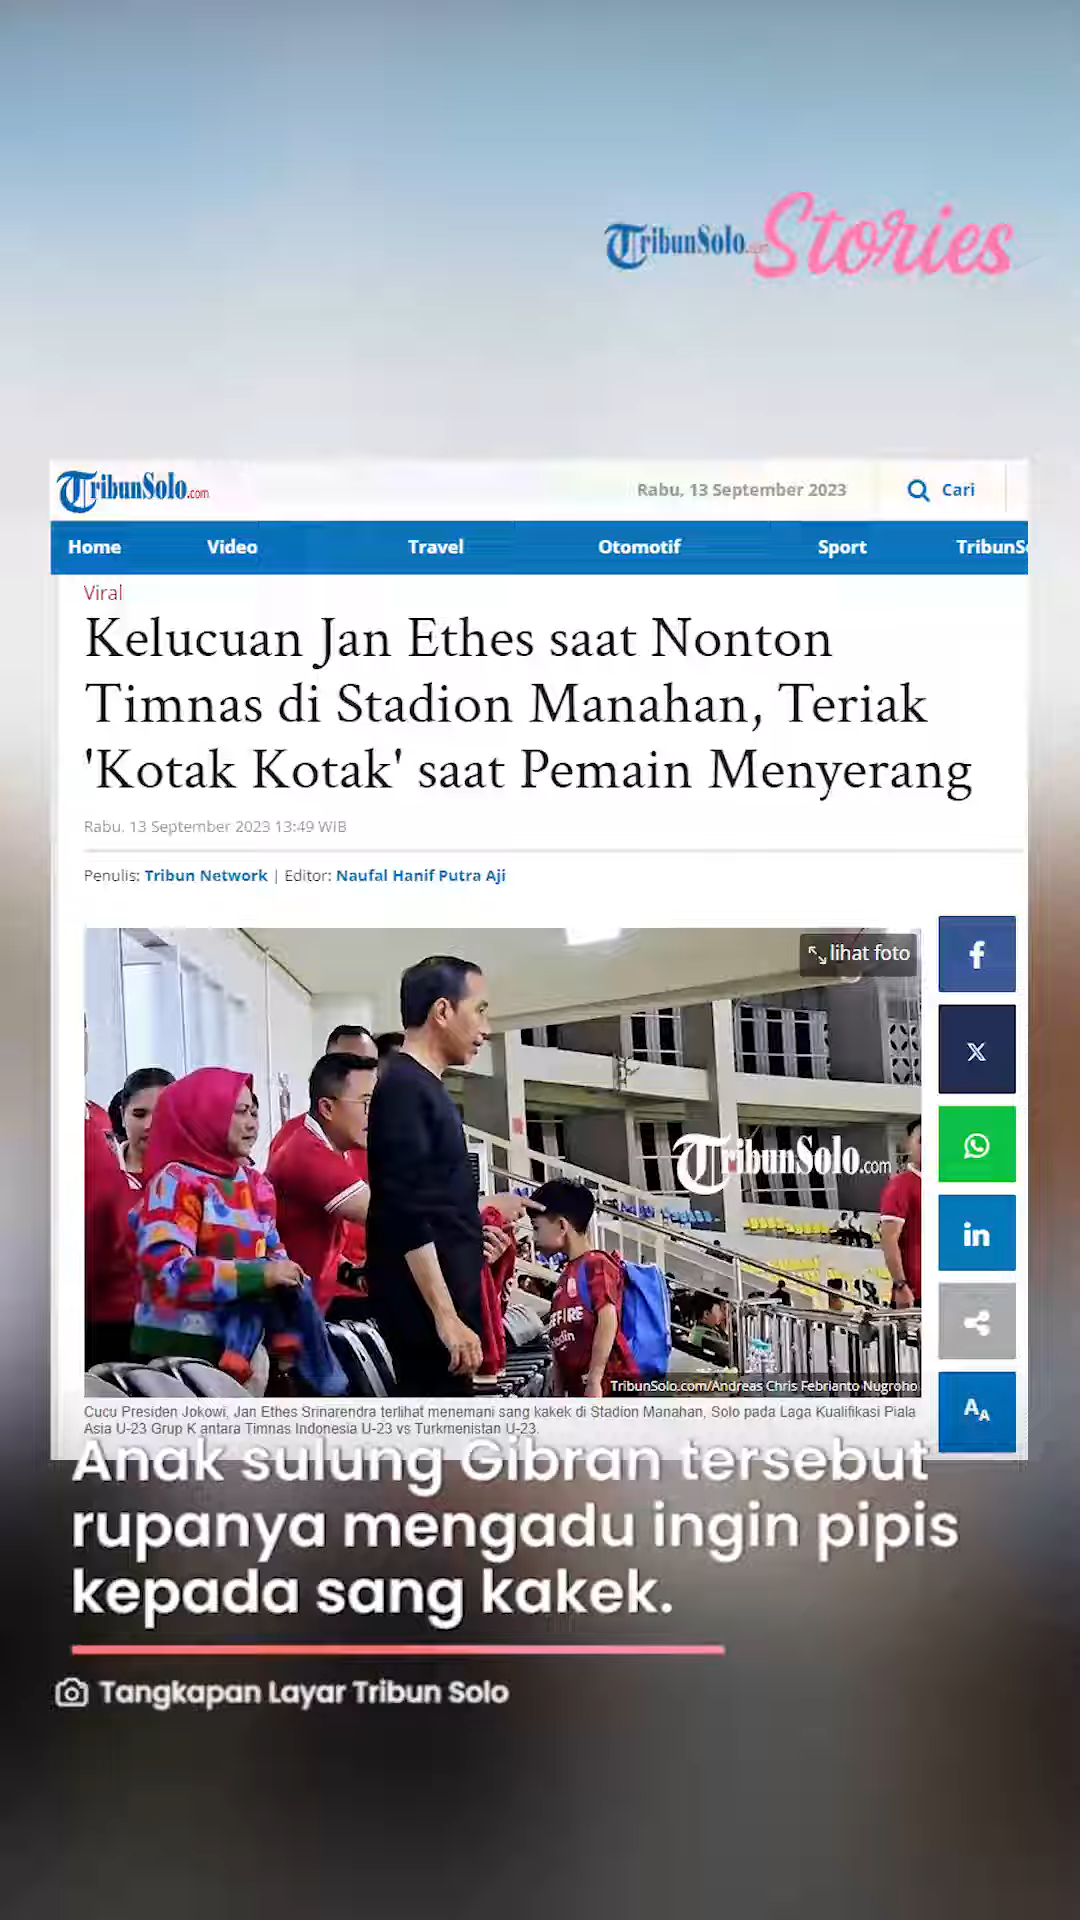 TribunSolo.com Stories
TribunSolo.com
Rabu, 13 September 2023
Cari
Home Video Travel Otomotif Sport TribunSo
Viral
Kelucuan Jan Ethes saat Nonton
Timnas di Stadion Manahan, Teriak
'Kotak Kotak' saat Pemain Menyerang
Rabu, 13 September 2023 13:49 WIB
Penulis: Tribun Network | Editor: Naufal Hanif Putra Aji
lihat foto
TribunSolo.com
TribunSolo.com/Andreas Chris Febrianto Nugroho
Cucu Presiden Jokowi, Jan Ethes Srinarendra terlihat menemani sang kakek di Stadion Manahan, Solo pada Laga Kualifikasi Piala
Asia U-23 Grup K antara Timnas Indonesia U-23 vs Turkmenistan U-23.
Anak sulung Gibran tersebut
rupanya mengadu ingin pipis
kepada sang kakek.
Tangkapan Layar Tribun Solo